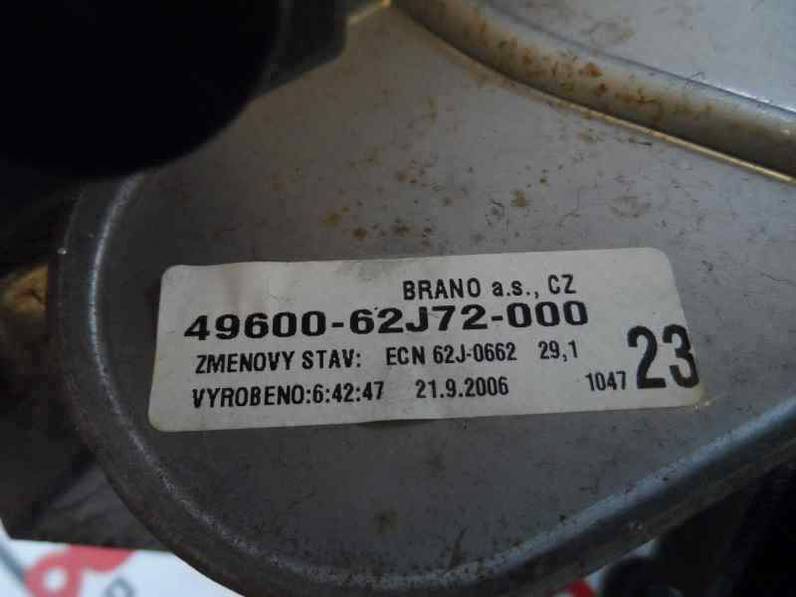 BRANO a.s., CZ
49600-62J72-000
ZMENOVY STAV: ECN 62J-0662 29,1
VYROBENO:6:42:47 21.9.2006 1047 23